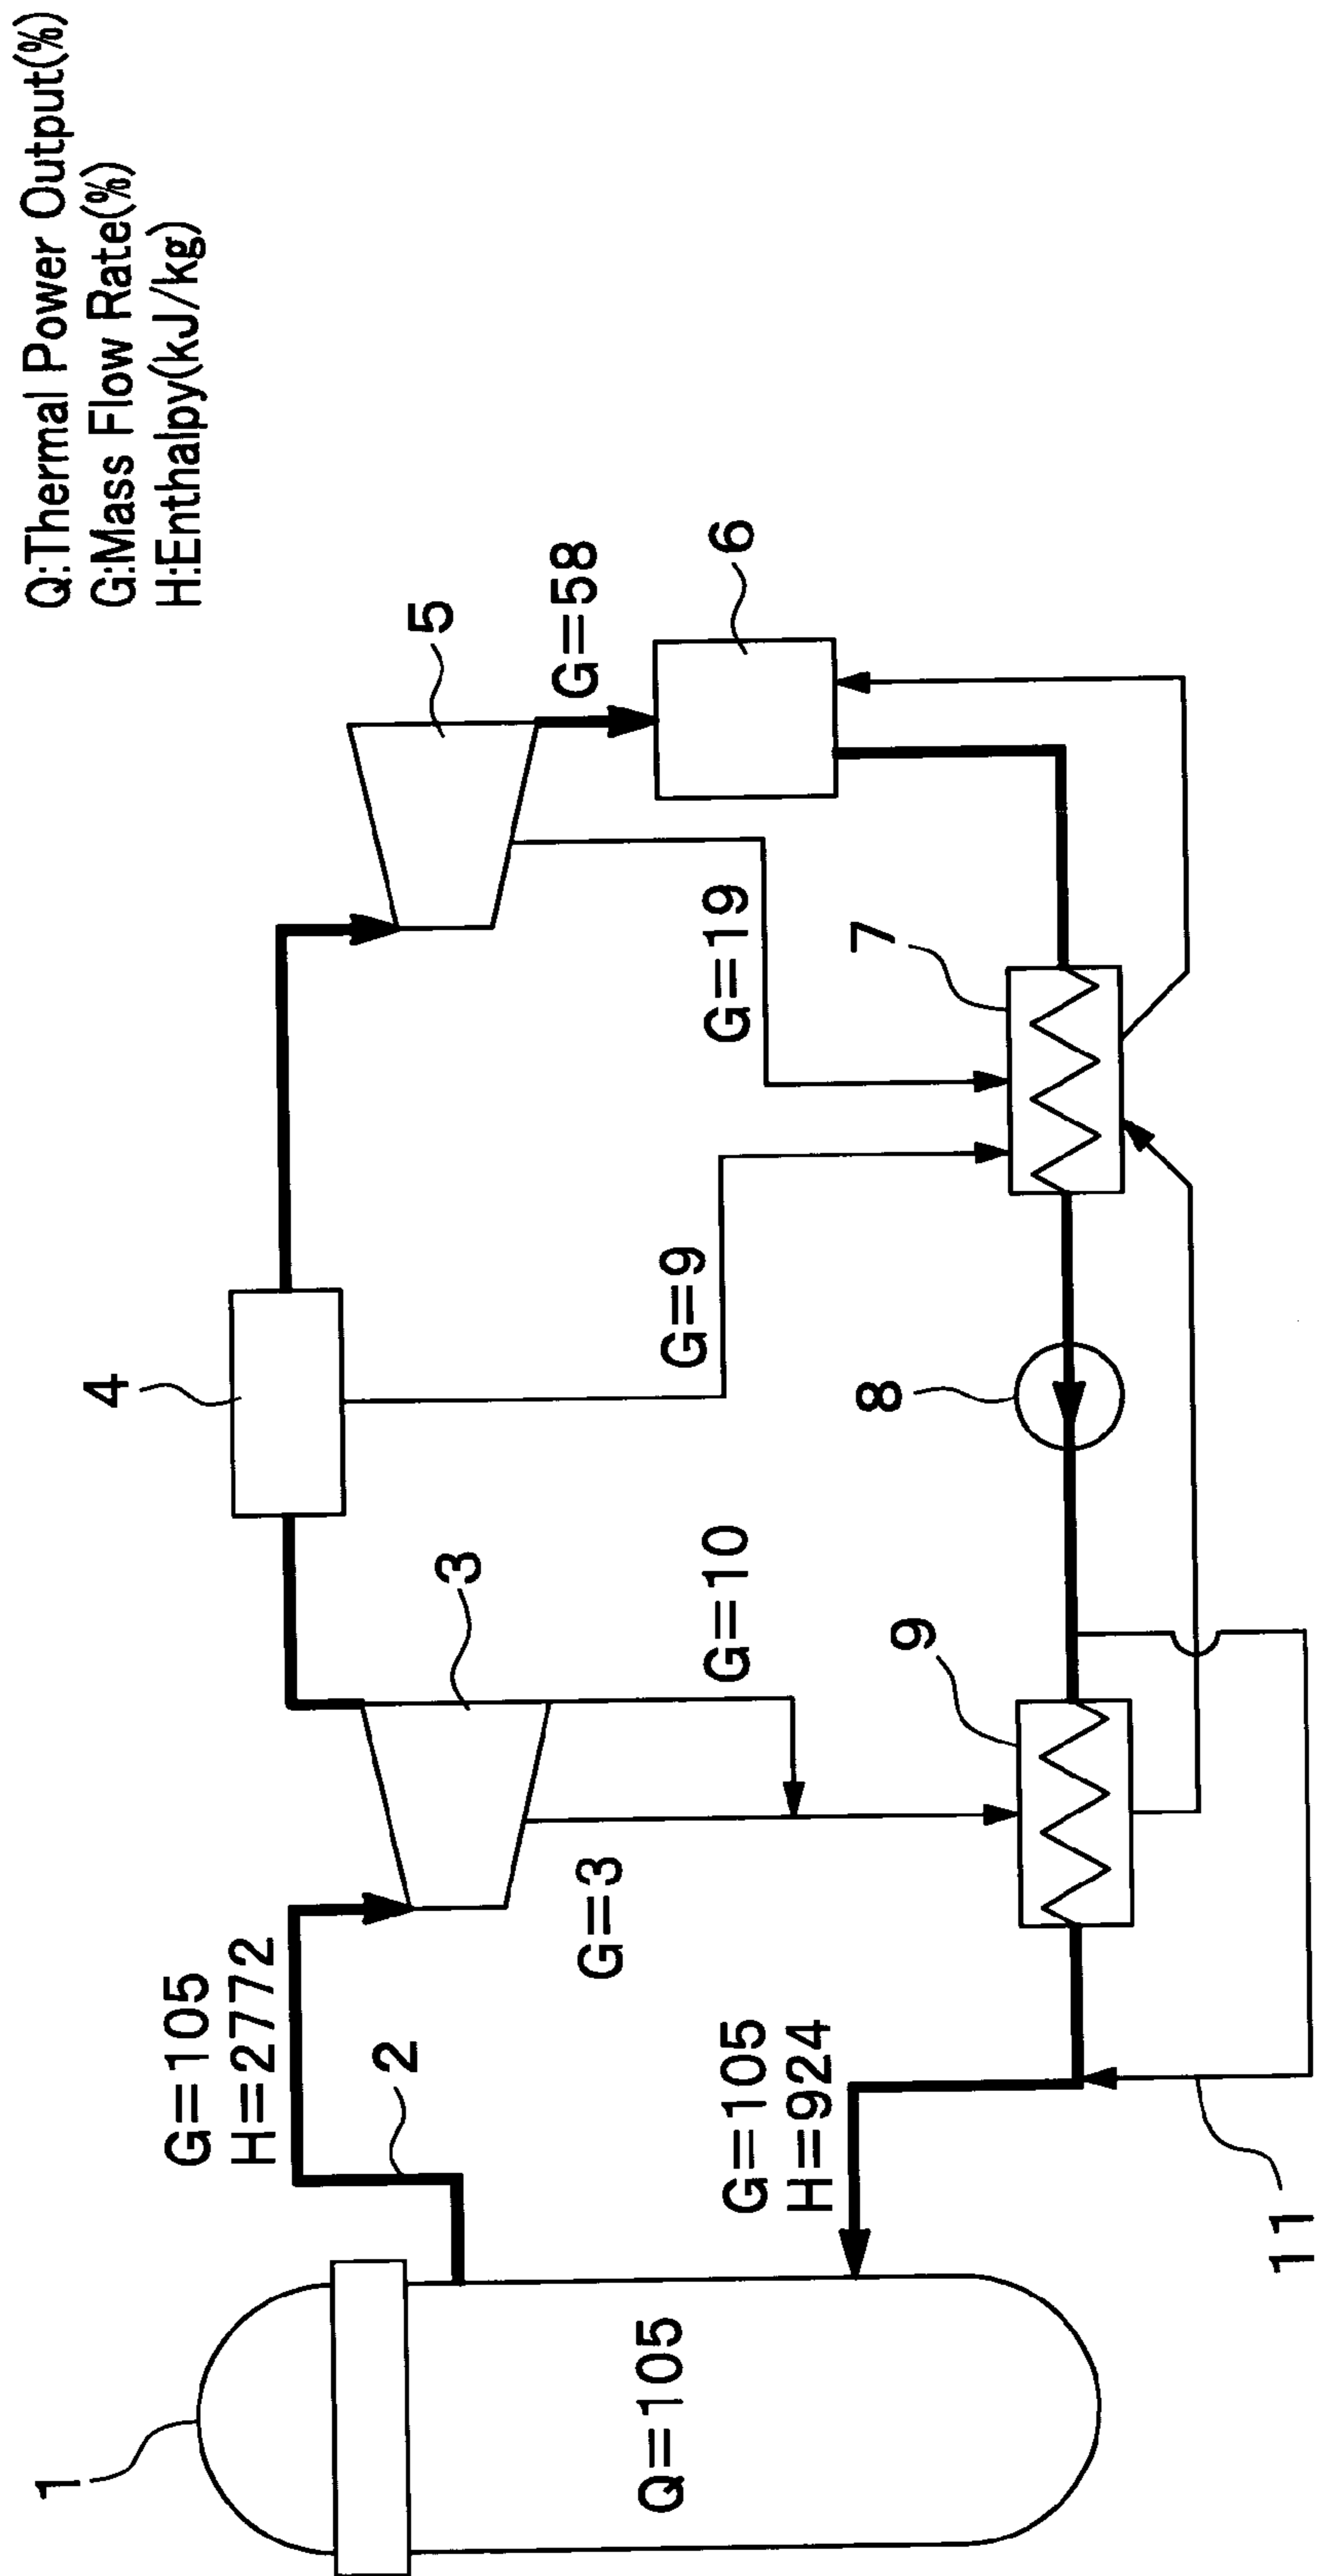 Q:Thermal Power Output(%)
G:Mass Flow Rate(%)
H:Enthalpy(kJ/kg)
1
Q=105
2
G=105
H=2772
3
G=3
G=10
4
G=9
5
G=19
G=58
6
7
8
9
G=105
H=924
11